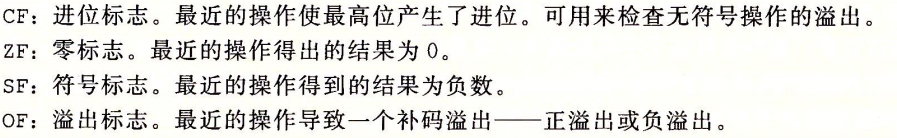 CF：进位标志。最近的操作使最高位产生了进位。可用来检查无符号操作的溢出。
ZF：零标志。最近的操作得出的结果为 0。
SF：符号标志。最近的操作得到的结果为负数。
OF：溢出标志。最近的操作导致一个补码溢出——正溢出或负溢出。